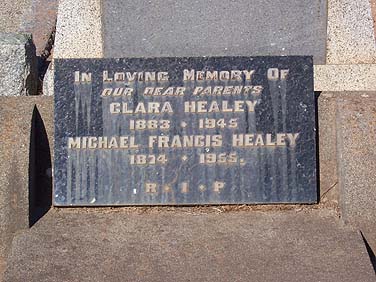 In Loving Memory Of
OUR DEAR PARENTS
CLARA HEALEY
1883 • 1945
MICHAEL FRANCIS HEALEY
1874 • 1955.
R • I • P